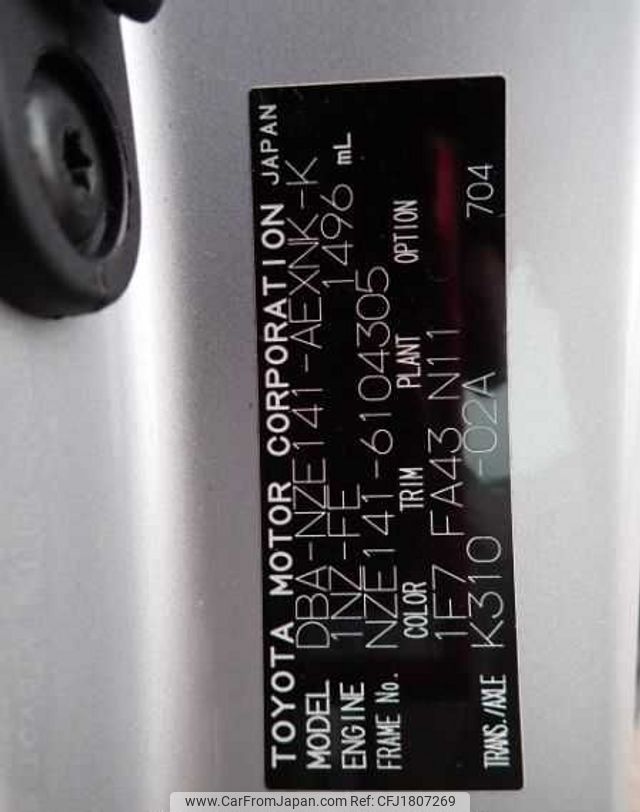 TOYOTA MOTOR CORPORATION JAPAN
MODEL DBA-NZE141-AEXNK-K
ENGINE 1NZ-FE 1496 mL
FRAME No. NZE141-6104305
COLOR TRIM PLANT OPTION
1F7 FA43 N11
TRANS./AXLE K310 -02A 704
www.CarFromJapan.com Ref: CFJ1807269